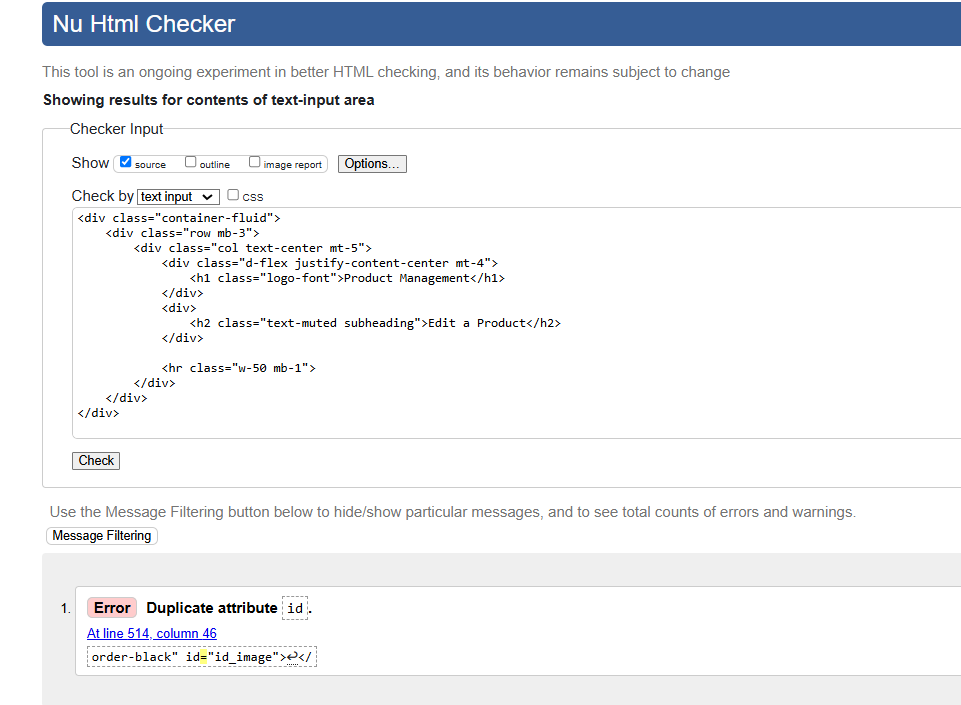 Nu Html Checker
This tool is an ongoing experiment in better HTML checking, and its behavior remains subject to change
Showing results for contents of text-input area
Checker Input
Show source outline image report Options...
Check by text input css
<div class="container-fluid">
    <div class="row mb-3">
        <div class="col text-center mt-5">
            <div class="d-flex justify-content-center mt-4">
                <h1 class="logo-font">Product Management</h1>
            </div>
            <div>
                <h2 class="text-muted subheading">Edit a Product</h2>
            </div>
            <hr class="w-50 mb-1">
        </div>
    </div>
</div>
Check
Use the Message Filtering button below to hide/show particular messages, and to see total counts of errors and warnings.
Message Filtering
1. Error Duplicate attribute id.
At line 514, column 46
order-black" id="id_image">↩</